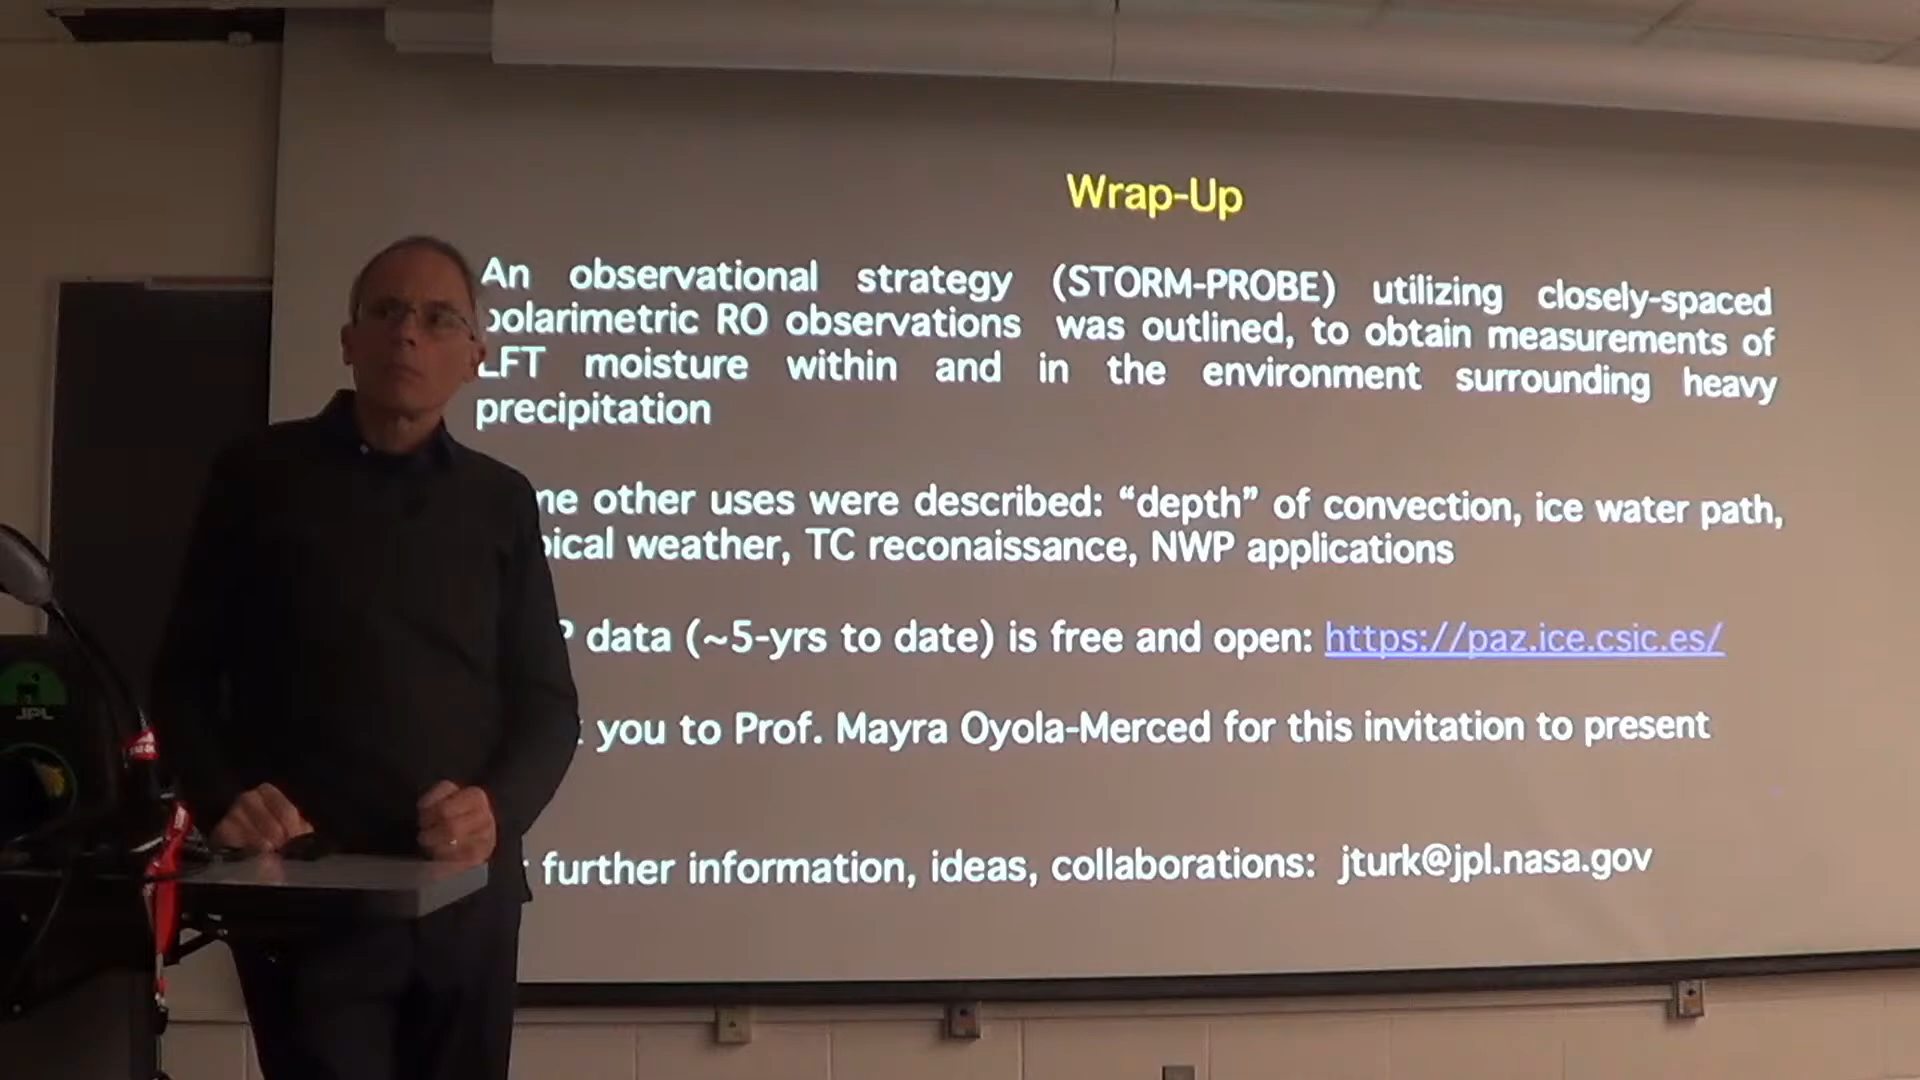 Wrap-Up
An observational strategy (STORM-PROBE) utilizing closely-spaced
polarimetric RO observations was outlined, to obtain measurements of
LFT moisture within and in the environment surrounding heavy
precipitation
other uses were described: “depth” of convection, ice water path,
weather, TC reconaissance, NWP applications
data (~5-yrs to date) is free and open: https://paz.ice.csic.es/
you to Prof. Mayra Oyola-Merced for this invitation to present
further information, ideas, collaborations: jturk@jpl.nasa.gov
JPL